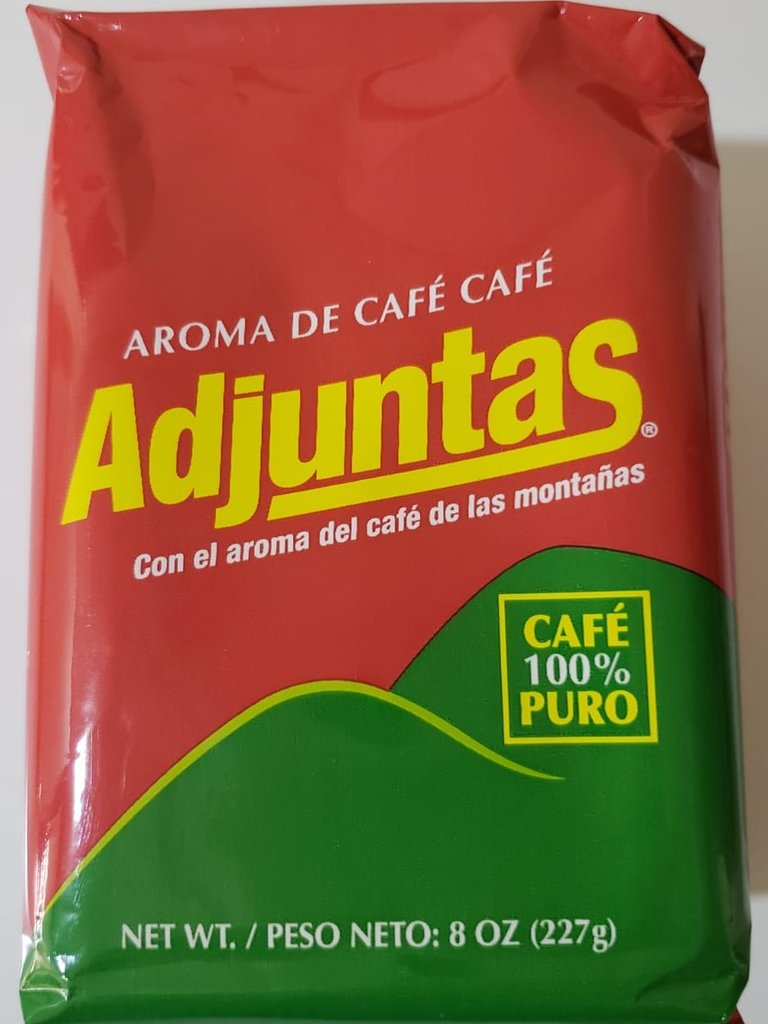 AROMA DE CAFÉ CAFÉ
Adjuntas®
Con el aroma del café de las montañas
CAFÉ
100%
PURO
NET WT. / PESO NETO: 8 OZ (227g)